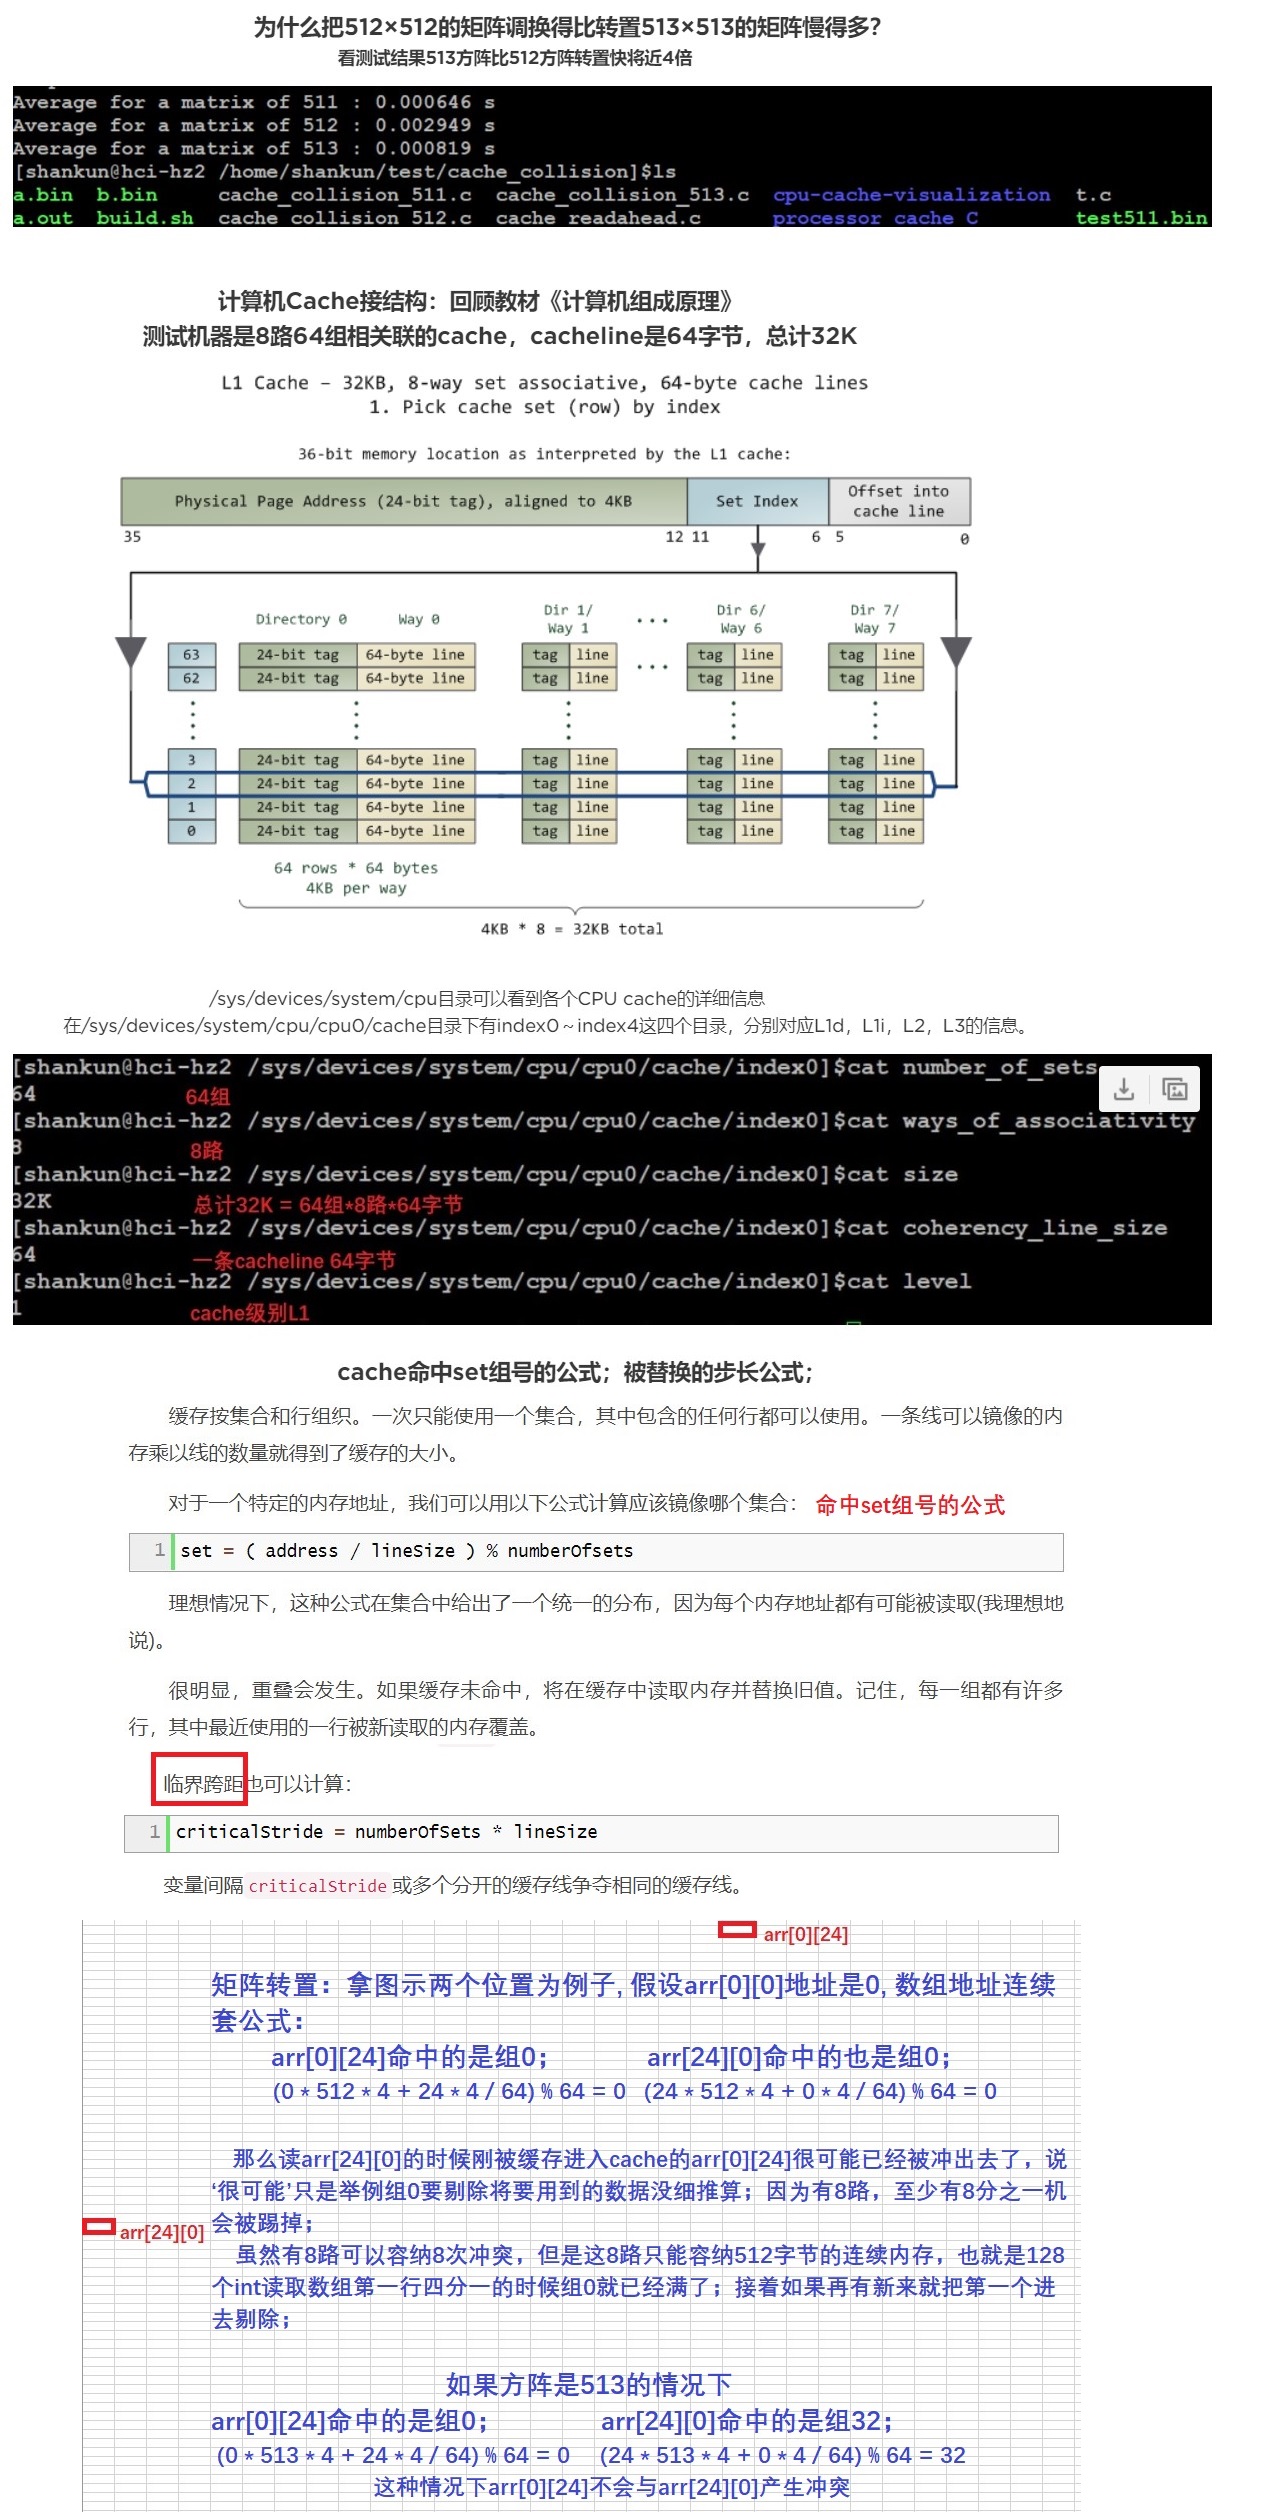 为什么把512×512的矩阵调换得比转置513×513的矩阵慢得多？
看测试结果513方阵比512方阵转置快将近4倍
Average for a matrix of 511 : 0.000646 s
Average for a matrix of 512 : 0.002949 s
Average for a matrix of 513 : 0.000819 s
[shankun@hci-hz2 /home/shankun/test/cache_collision]$ls
a.bin b.bin cache_collision_511.c cache_collision_513.c cpu-cache-visualization t.c
a.out build.sh cache_collision_512.c cache_readahead.c processor_cache_C test511.bin
计算机Cache接结构：回顾教材《计算机组成原理》
测试机器是8路64组相关联的cache，cacheline是64字节，总计32K
L1 Cache – 32KB, 8-way set associative, 64-byte cache lines
1. Pick cache set (row) by index
36-bit memory location as interpreted by the L1 cache:
Physical Page Address (24-bit tag), aligned to 4KB Set Index Offset into
cache line
35 12 11 6 5 0
Directory 0 Way 0 Dir 1/ ... Dir 6/ Dir 7/
Way 1 Way 6 Way 7
63 24-bit tag 64-byte line tag line ... tag line tag line
62 24-bit tag 64-byte line tag line tag line tag line
3 24-bit tag 64-byte line tag line tag line tag line
2 24-bit tag 64-byte line tag line tag line tag line
1 24-bit tag 64-byte line tag line tag line tag line
0 24-bit tag 64-byte line tag line tag line tag line
64 rows * 64 bytes
4KB per way
4KB * 8 = 32KB total
/sys/devices/system/cpu目录可以看到各个CPU cache的详细信息
在/sys/devices/system/cpu/cpu0/cache目录下有index0～index4这四个目录，分别对应L1d，L1i，L2，L3的信息。
[shankun@hci-hz2 /sys/devices/system/cpu/cpu0/cache/index0]$cat number_of_sets
64 64组
[shankun@hci-hz2 /sys/devices/system/cpu/cpu0/cache/index0]$cat ways_of_associativity
8 8路
[shankun@hci-hz2 /sys/devices/system/cpu/cpu0/cache/index0]$cat size
32K 总计32K = 64组*8路*64字节
[shankun@hci-hz2 /sys/devices/system/cpu/cpu0/cache/index0]$cat coherency_line_size
64 一条cacheline 64字节
[shankun@hci-hz2 /sys/devices/system/cpu/cpu0/cache/index0]$cat level
1 cache级别L1
cache命中set组号的公式；被替换的步长公式；
缓存按集合和行组织。一次只能使用一个集合，其中包含的任何行都可以使用。一条线可以镜像的内
存乘以线的数量就得到了缓存的大小。
对于一个特定的内存地址，我们可以用以下公式计算应该镜像哪个集合： 命中set组号的公式
1 set = ( address / lineSize ) % numberOfsets
理想情况下，这种公式在集合中给出了一个统一的分布，因为每个内存地址都有可能被读取(我理想地
说)。
很明显，重叠会发生。如果缓存未命中，将在缓存中读取内存并替换旧值。记住，每一组都有许多
行，其中最近使用的一行被新读取的内存覆盖。
临界跨距也可以计算：
1 criticalStride = numberOfSets * lineSize
变量间隔criticalStride或多个分开的缓存线争夺相同的缓存线。
arr[0][24]
矩阵转置：拿图示两个位置为例子, 假设arr[0][0]地址是0, 数组地址连续
套公式：
arr[0][24]命中的是组0； arr[24][0]命中的也是组0；
(0 * 512 * 4 + 24 * 4 / 64) % 64 = 0 (24 * 512 * 4 + 0 * 4 / 64) % 64 = 0
那么读arr[24][0]的时候刚被缓存进入cache的arr[0][24]很可能已经被冲出去了，说
‘很可能’只是举例组0要剔除将要用到的数据没细推算；因为有8路，至少有8分之一机
会被踢掉；
arr[24][0]
虽然有8路可以容纳8次冲突，但是这8路只能容纳512字节的连续内存，也就是128
个int读取数组第一行四分一的时候组0就已经满了；接着如果再有新来就把第一个进
去剔除；
如果方阵是513的情况下
arr[0][24]命中的是组0； arr[24][0]命中的是组32；
(0 * 513 * 4 + 24 * 4 / 64) % 64 = 0 (24 * 513 * 4 + 0 * 4 / 64) % 64 = 32
这种情况下arr[0][24]不会与arr[24][0]产生冲突